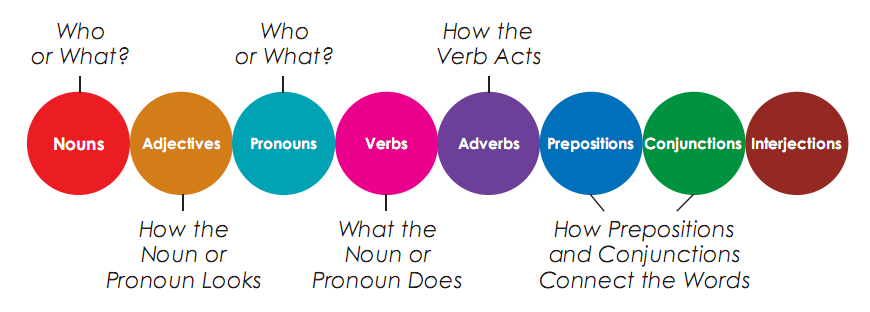 Who
or What?
Who
or What?
How the
Verb Acts
Nouns
Adjectives
Pronouns
Verbs
Adverbs
Prepositions
Conjunctions
Interjections
How the
Noun or
Pronoun Looks
What the
Noun or
Pronoun Does
How Prepositions
and Conjunctions
Connect the Words